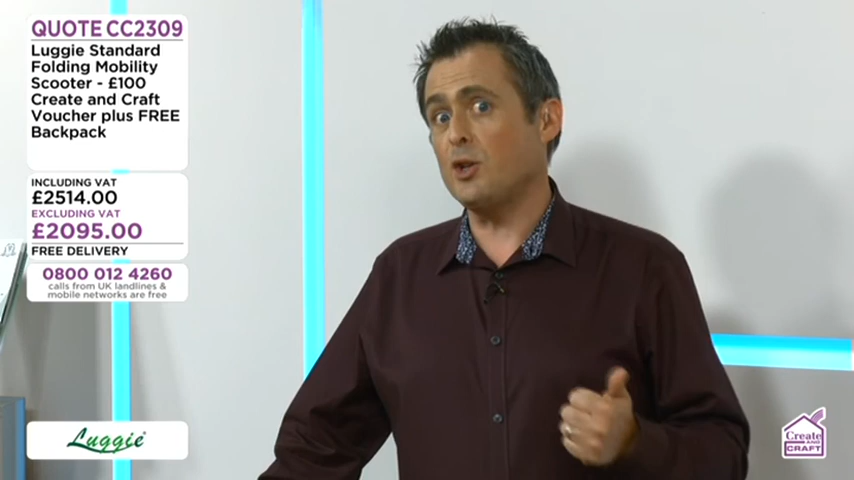 QUOTE CC2309
Luggie Standard
Folding Mobility
Scooter - £100
Create and Craft
Voucher plus FREE
Backpack
INCLUDING VAT
£2514.00
EXCLUDING VAT
£2095.00
FREE DELIVERY
0800 012 4260
calls from UK landlines &
mobile networks are free
Luggie®
Create
AND
CRAFT